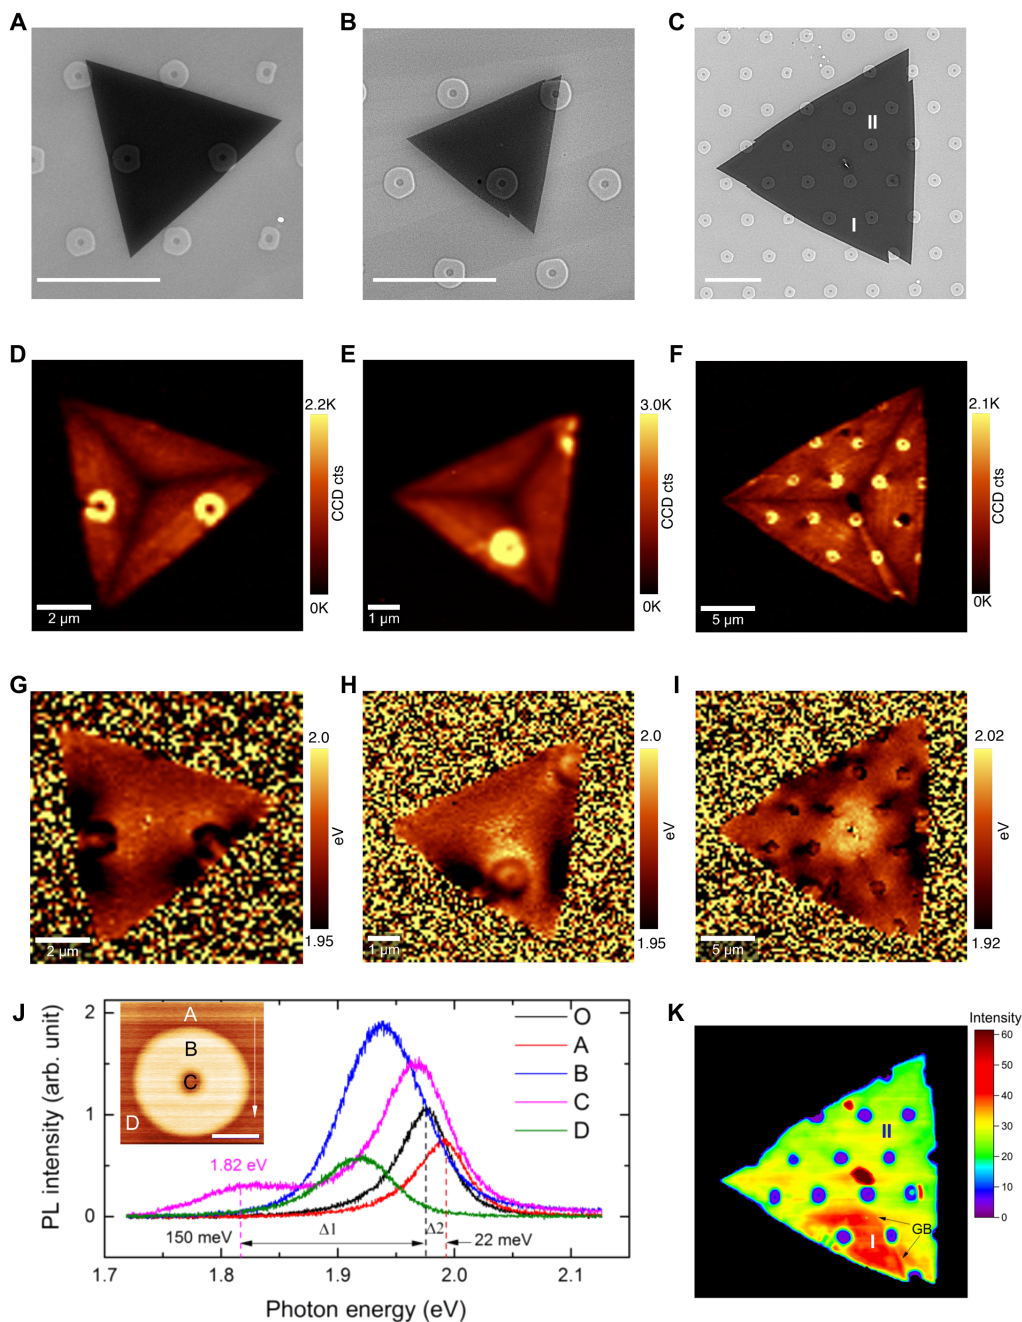 A
B
C
II
I
D
E
F
2.2K
CCD cts
0K
2 µm
3.0K
CCD cts
0K
1 µm
2.1K
CCD cts
0K
5 µm
G
H
I
2.0
eV
1.95
2 µm
2.0
eV
1.95
1 µm
2.02
eV
1.92
5 µm
J
PL intensity (arb. unit)
2
1
0
A
B
C
D
O
A
B
C
D
1.82 eV
150 meV
Δ1
Δ2
22 meV
1.7
1.8
1.9
2.0
2.1
Photon energy (eV)
K
Intensity
60
50
40
30
20
10
0
II
I
GB